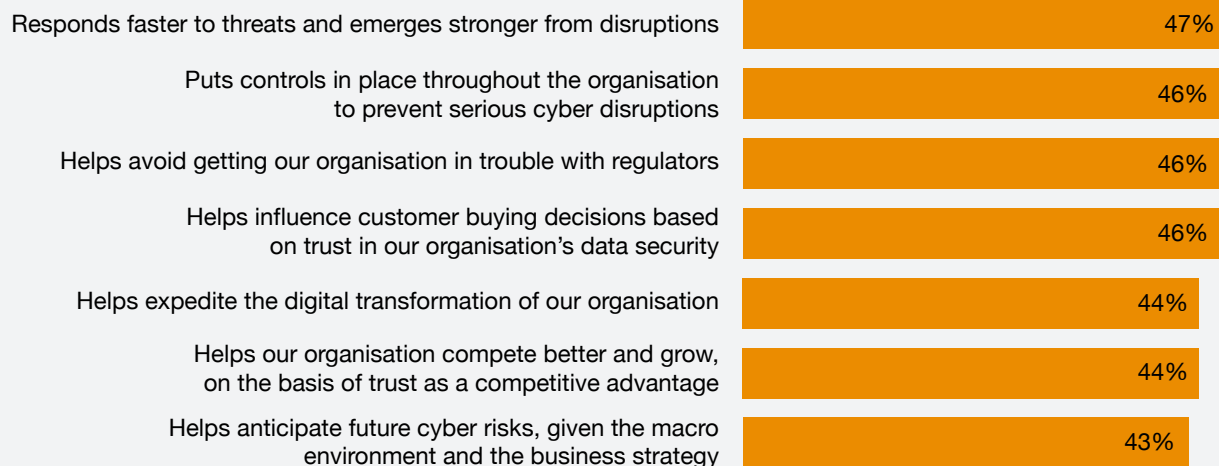 Responds faster to threats and emerges stronger from disruptions 47%
Puts controls in place throughout the organisation
to prevent serious cyber disruptions 46%
Helps avoid getting our organisation in trouble with regulators 46%
Helps influence customer buying decisions based
on trust in our organisation's data security 46%
Helps expedite the digital transformation of our organisation 44%
Helps our organisation compete better and grow,
on the basis of trust as a competitive advantage 44%
Helps anticipate future cyber risks, given the macro
environment and the business strategy 43%